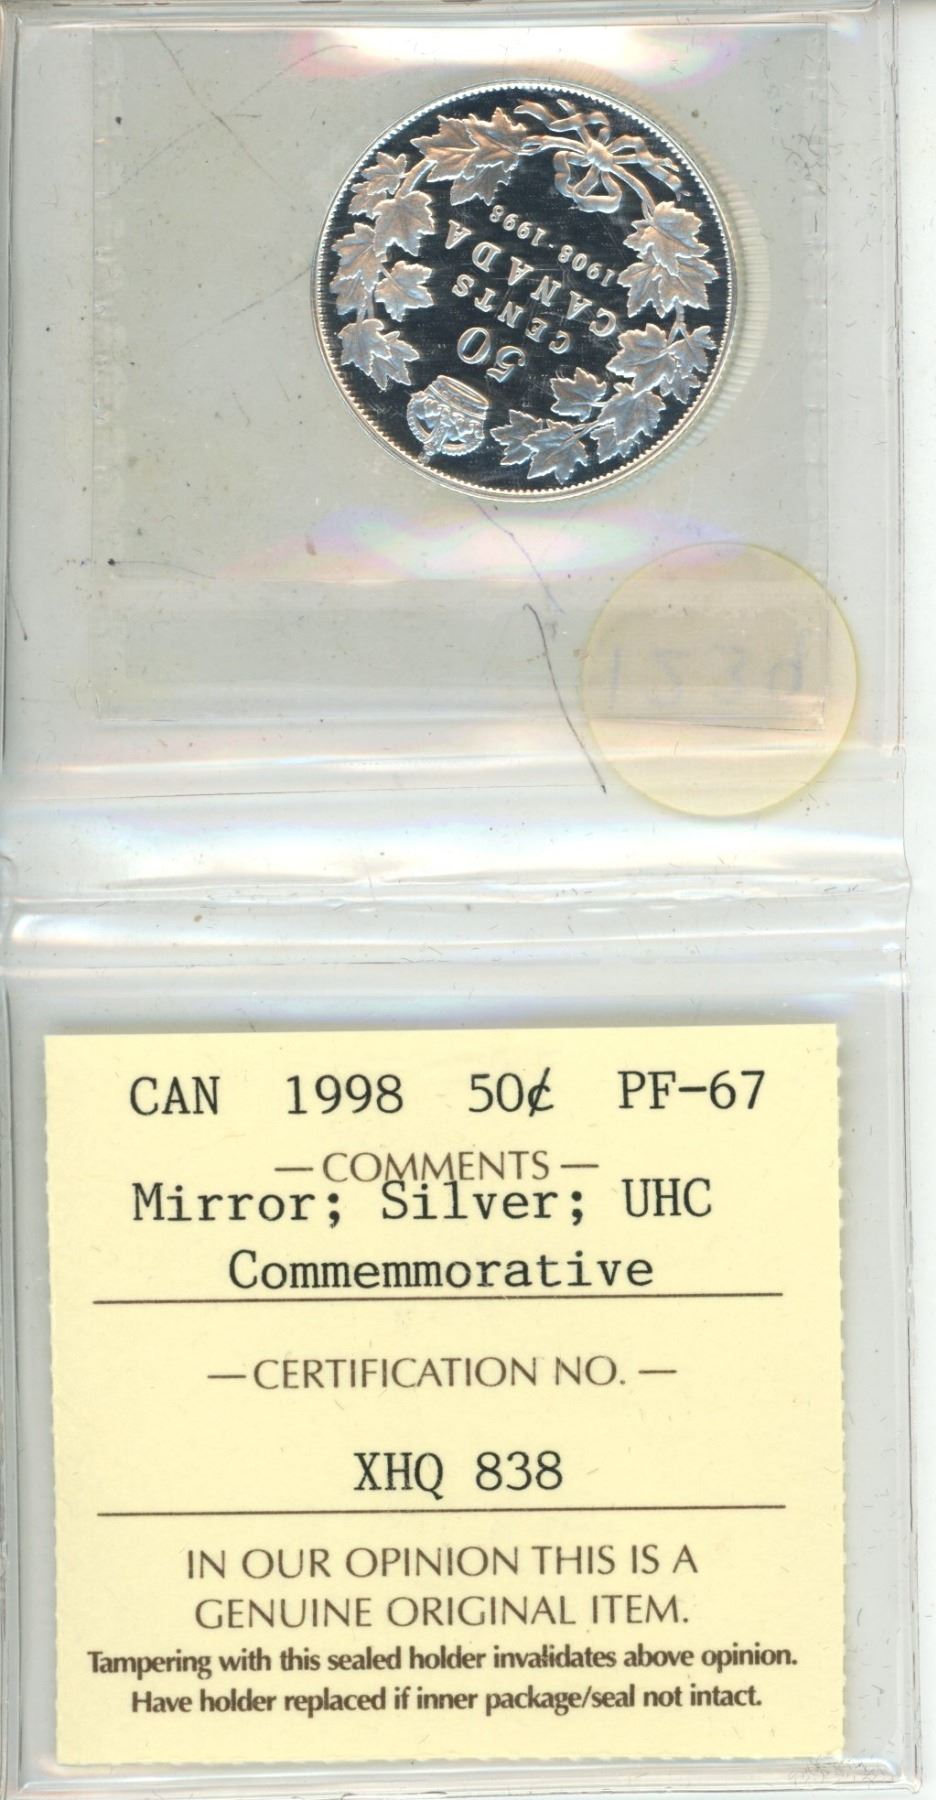 50
CENTS
CANADA
1908-1998
1234
CAN 1998 50¢ PF-67
— COMMENTS —
Mirror; Silver; UHC
Commemmorative
— CERTIFICATION NO. —
XHQ 838
IN OUR OPINION THIS IS A
GENUINE ORIGINAL ITEM.
Tampering with this sealed holder invalidates above opinion.
Have holder replaced if inner package/seal not intact.